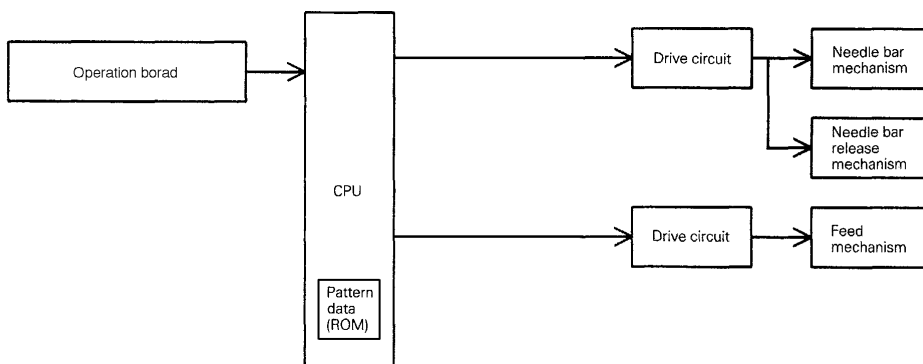 Operation borad
CPU
Pattern
data
(ROM)
Drive circuit
Needle bar
mechanism
Needle bar
release
mechanism
Drive circuit
Feed
mechanism